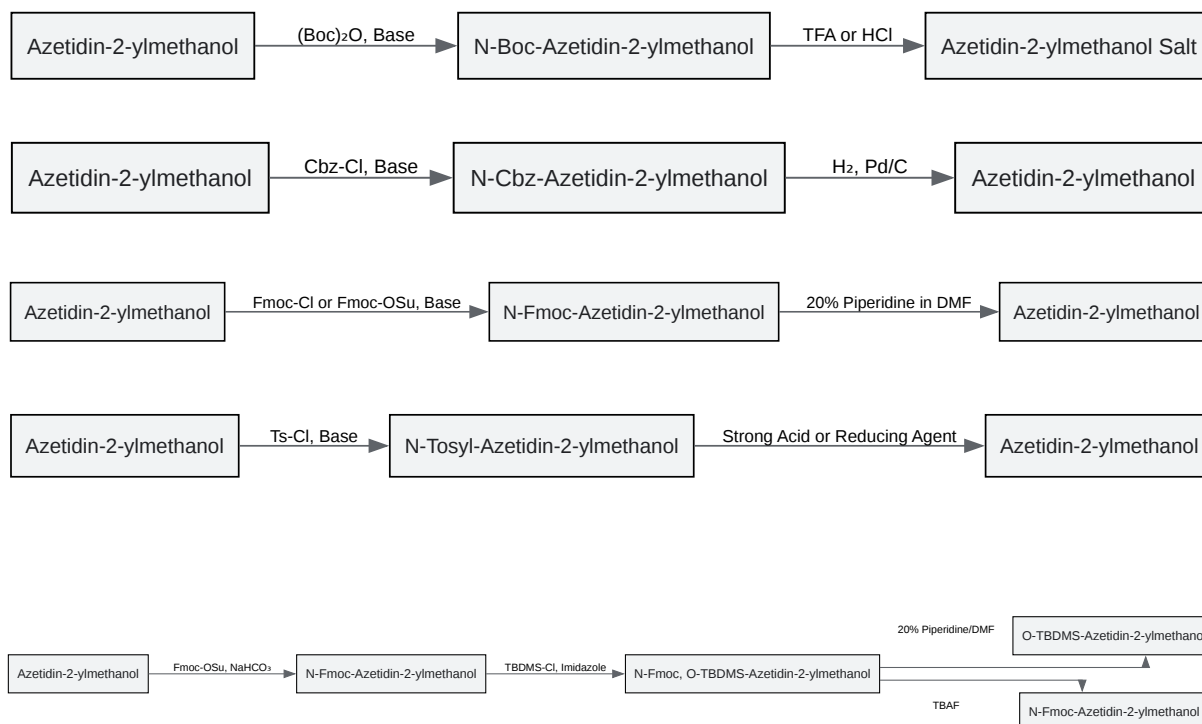 Azetidin-2-ylmethanol (Boc)₂O, Base N-Boc-Azetidin-2-ylmethanol TFA or HCl Azetidin-2-ylmethanol Salt
Azetidin-2-ylmethanol Cbz-Cl, Base N-Cbz-Azetidin-2-ylmethanol H₂, Pd/C Azetidin-2-ylmethanol
Azetidin-2-ylmethanol Fmoc-Cl or Fmoc-OSu, Base N-Fmoc-Azetidin-2-ylmethanol 20% Piperidine in DMF Azetidin-2-ylmethanol
Azetidin-2-ylmethanol Ts-Cl, Base N-Tosyl-Azetidin-2-ylmethanol Strong Acid or Reducing Agent Azetidin-2-ylmethanol
20% Piperidine/DMF O-TBDMS-Azetidin-2-ylmethano
Azetidin-2-ylmethanol Fmoc-OSu, NaHCO₃ N-Fmoc-Azetidin-2-ylmethanol TBDMS-Cl, Imidazole N-Fmoc, O-TBDMS-Azetidin-2-ylmethanol
TBAF N-Fmoc-Azetidin-2-ylmethanol